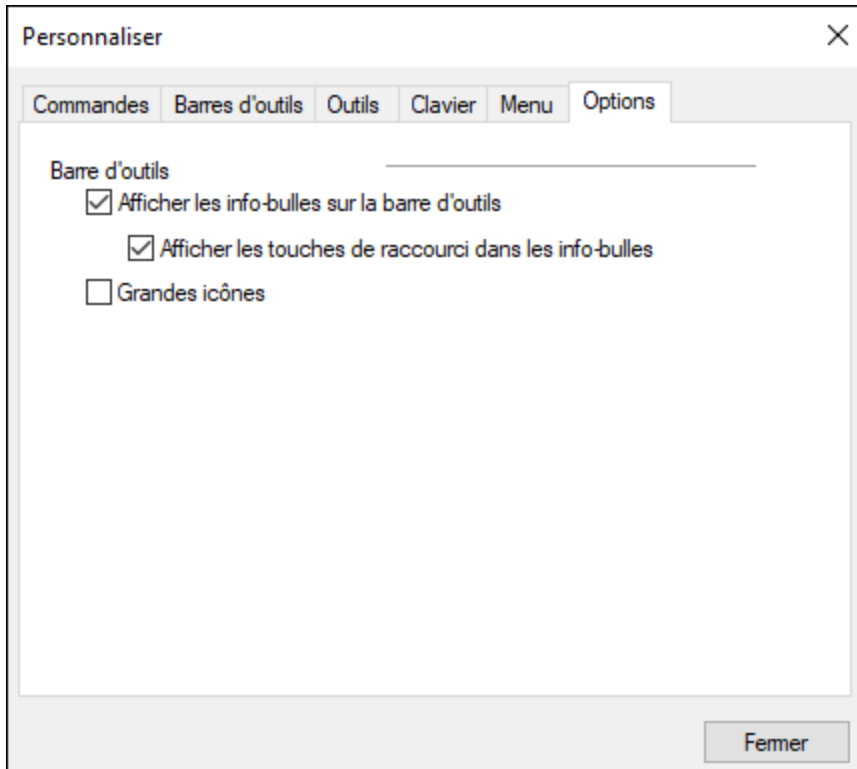 Personnaliser
Commandes Barres d'outils Outils Clavier Menu Options
Barre d'outils
Afficher les info-bulles sur la barre d'outils
Afficher les touches de raccourci dans les info-bulles
Grandes icônes
Fermer